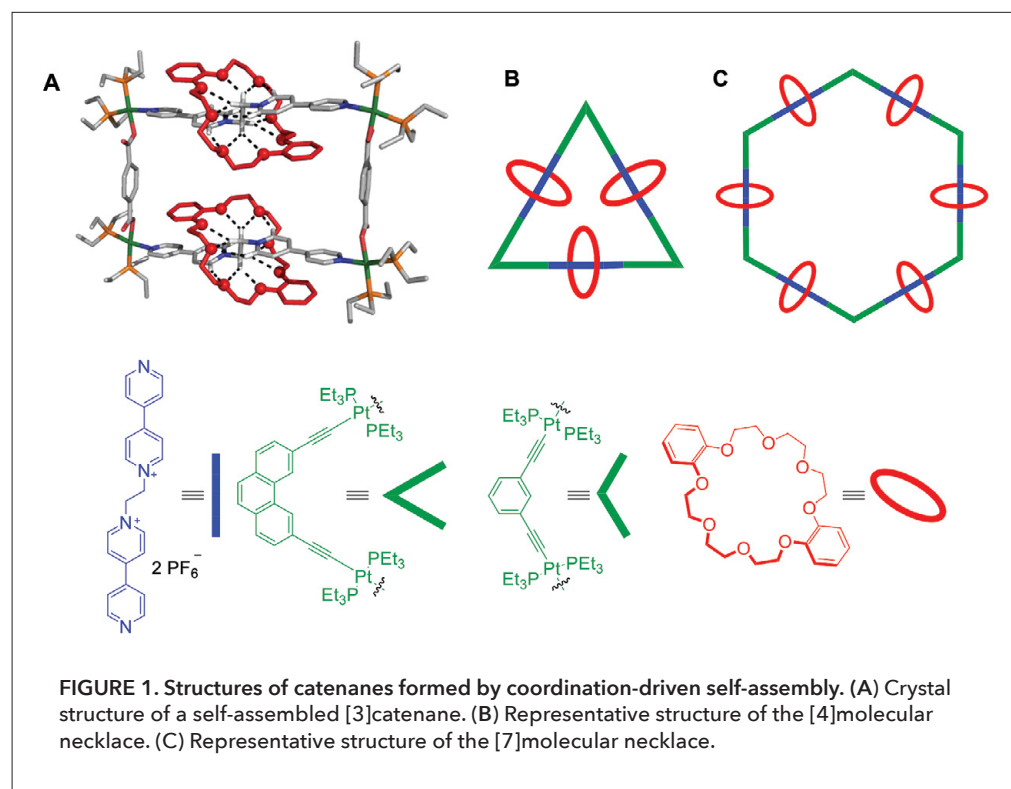 A
B
C
N
N
+
N
+
N
2 PF6−
PEt3
Et3P
Pt
PEt3
PEt3
Pt
Et3P
PEt3
≡
≡
Et3P
Pt
PEt3
Et3P
Pt
PEt3
≡
O
O
O
O
O
O
O
O
O
O
≡
FIGURE 1. Structures of catenanes formed by coordination-driven self-assembly. (A) Crystal
structure of a self-assembled [3]catenane. (B) Representative structure of the [4]molecular
necklace. (C) Representative structure of the [7]molecular necklace.